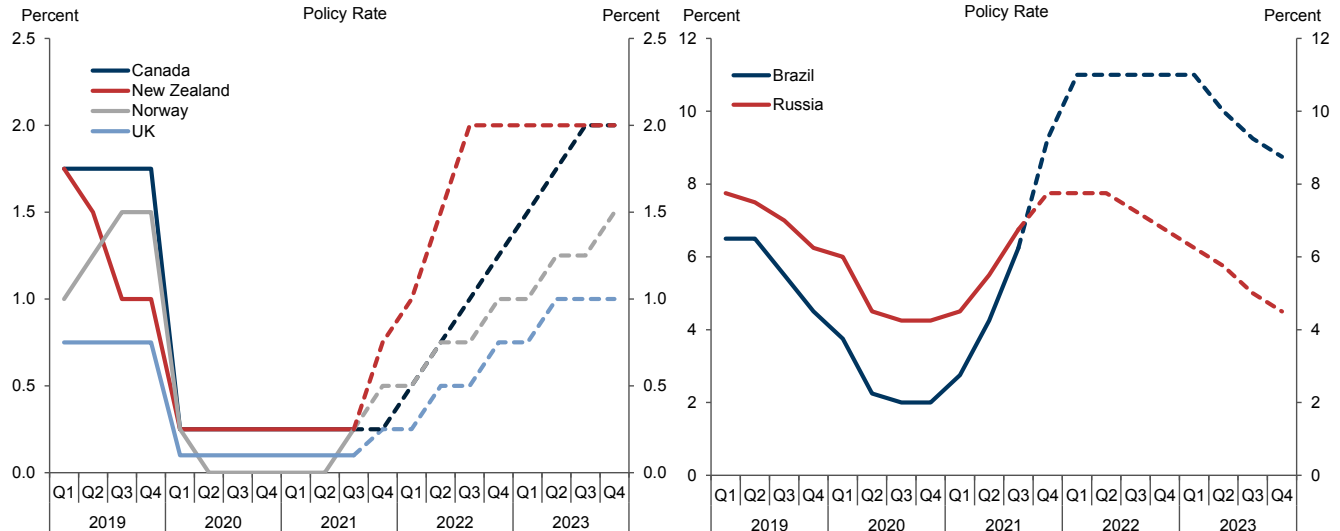 Policy Rate
Percent Percent
2.5 2.5
Canada
New Zealand
Norway
UK
2.0 2.0
1.5 1.5
1.0 1.0
0.5 0.5
0.0 0.0
Q1 Q2 Q3 Q4 Q1 Q2 Q3 Q4 Q1 Q2 Q3 Q4 Q1 Q2 Q3 Q4 Q1 Q2 Q3 Q4
2019 2020 2021 2022 2023
Policy Rate
Percent Percent
12 12
Brazil
Russia
10 10
8 8
6 6
4 4
2 2
0 0
Q1 Q2 Q3 Q4 Q1 Q2 Q3 Q4 Q1 Q2 Q3 Q4 Q1 Q2 Q3 Q4 Q1 Q2 Q3 Q4
2019 2020 2021 2022 2023